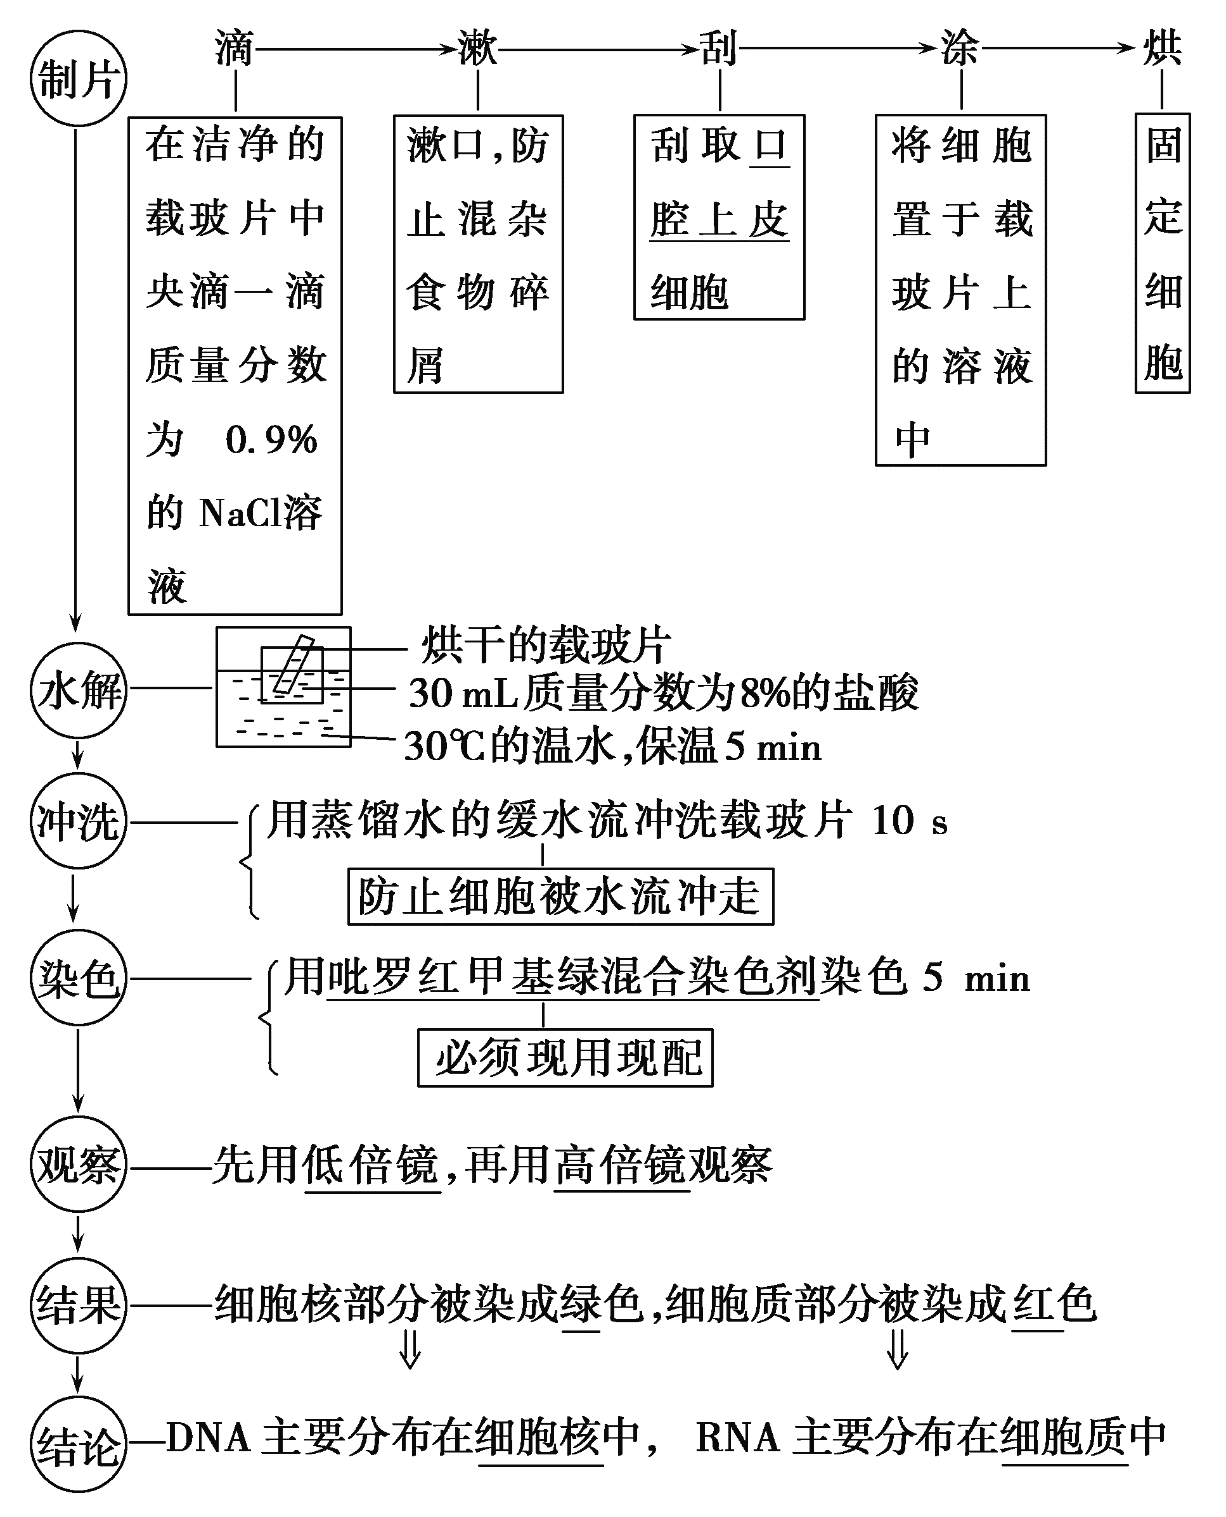 制片
滴 漱 刮 涂 烘
在洁净的
载玻片中
央滴一滴
质量分数
为 0.9%
的 NaCl溶
液
漱口,防
止混杂
食物碎
屑
刮取口
腔上皮
细胞
将细胞
置于载
玻片上
的溶液
中
固
定
细
胞
水解
烘干的载玻片
30 mL质量分数为8%的盐酸
30℃的温水,保温5 min
冲洗
用蒸馏水的缓水流冲洗载玻片 10 s
防止细胞被水流冲走
染色
用吡罗红甲基绿混合染色剂染色 5 min
必须现用现配
观察
先用低倍镜,再用高倍镜观察
结果
细胞核部分被染成绿色,细胞质部分被染成红色
结论
DNA 主要分布在细胞核中, RNA 主要分布在细胞质中